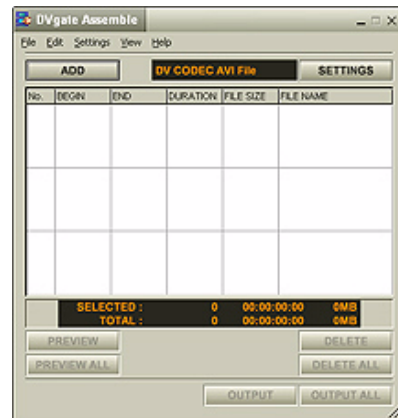 DVgate Assemble
File Edit Settings View Help
ADD DV CODEC AVI File SETTINGS
No. BEGIN END DURATION FILE SIZE FILE NAME
SELECTED : 0 00:00:00:00 0MB
TOTAL : 0 00:00:00:00 0MB
PREVIEW DELETE
PREVIEW ALL DELETE ALL
OUTPUT OUTPUT ALL